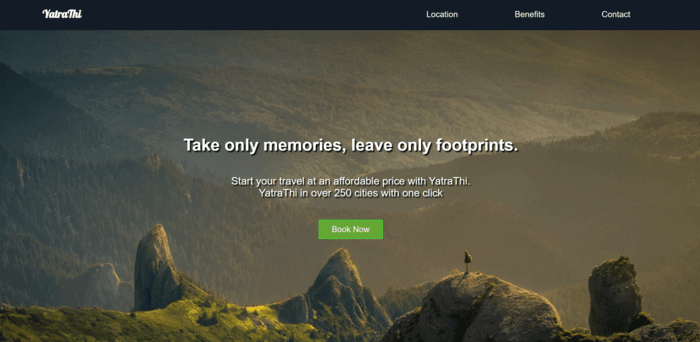 YatraThi
Location
Benefits
Contact
Take only memories, leave only footprints.
Start your travel at an affordable price with YatraThi.
YatraThi in over 250 cities with one click
Book Now